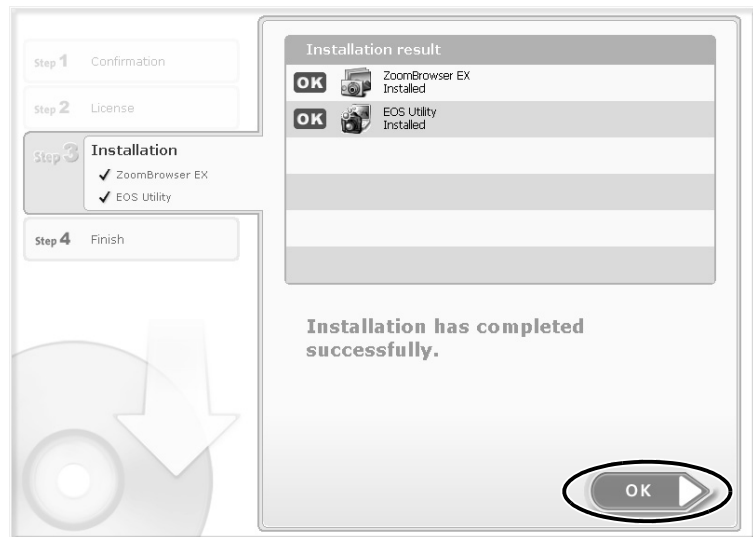 Step 1 Confirmation
Step 2 License
Step 3 Installation
ZoomBrowser EX
EOS Utility
Step 4 Finish
Installation result
OK ZoomBrowser EX
Installed
OK EOS Utility
Installed
Installation has completed
successfully.
OK